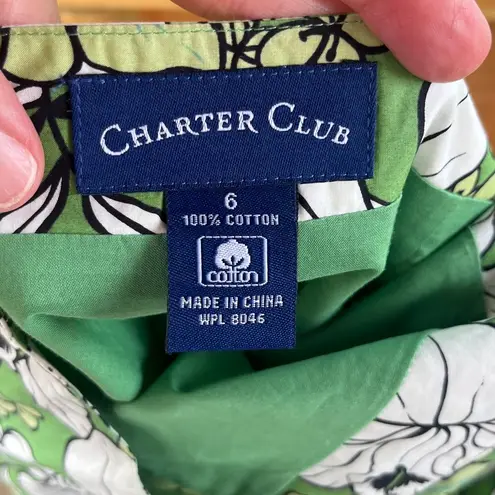 CHARTER CLUB
6
100% COTTON
cotton
MADE IN CHINA
WPL 8046